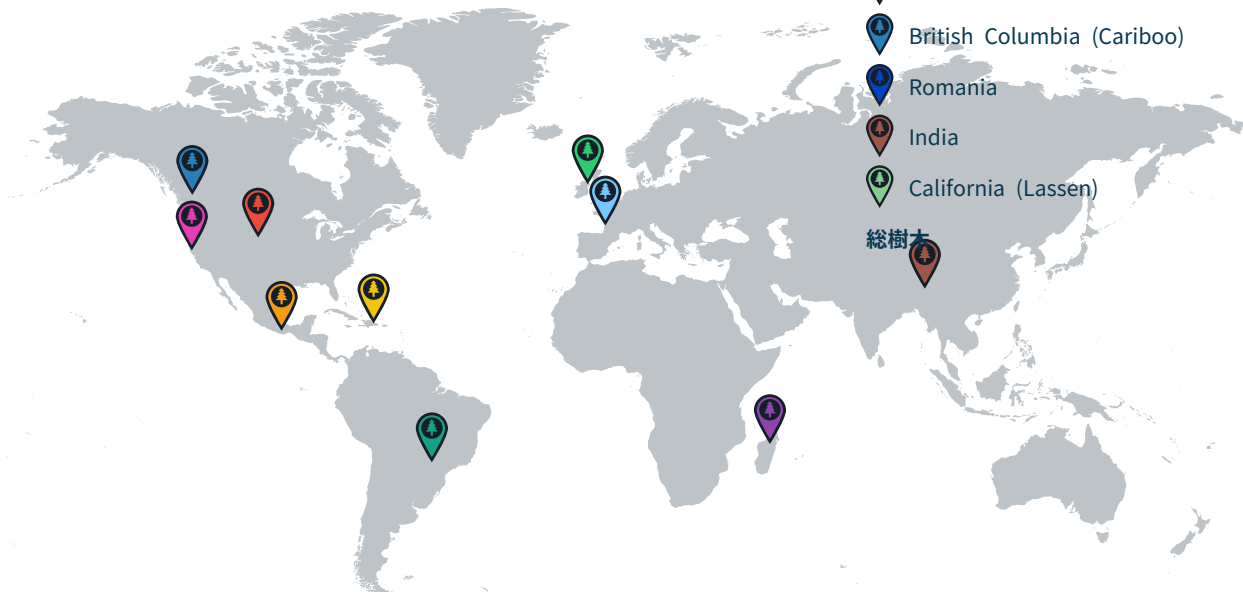 British Columbia (Cariboo)
Romania
India
California (Lassen)
総樹木